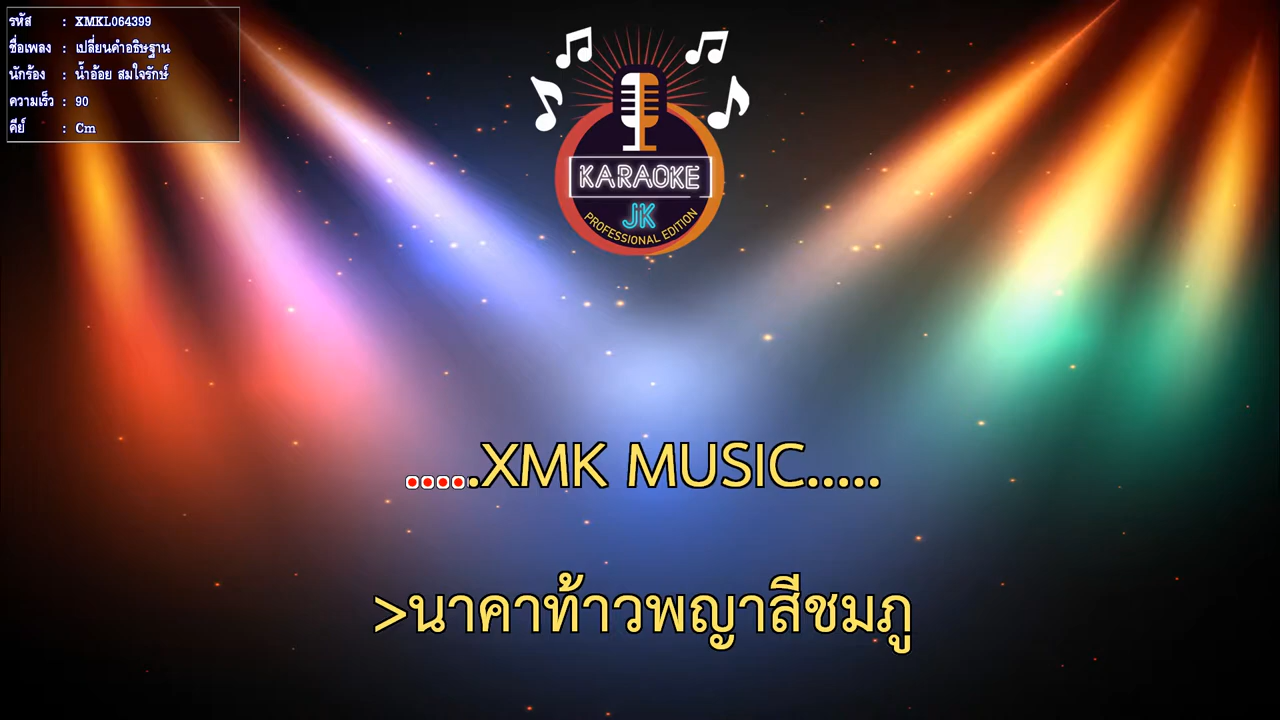 รหัส : XMKL064399
ชื่อเพลง : เปลี่ยนคำอธิษฐาน
นักร้อง : น้ำอ้อย สมใจรักษ์
ความเร็ว : 90
คีย์ : Cm
KARAOKE
JK
PROFESSIONAL EDITION
.....XMK MUSIC.....
>นาคาท้าวพญาสีชมภู